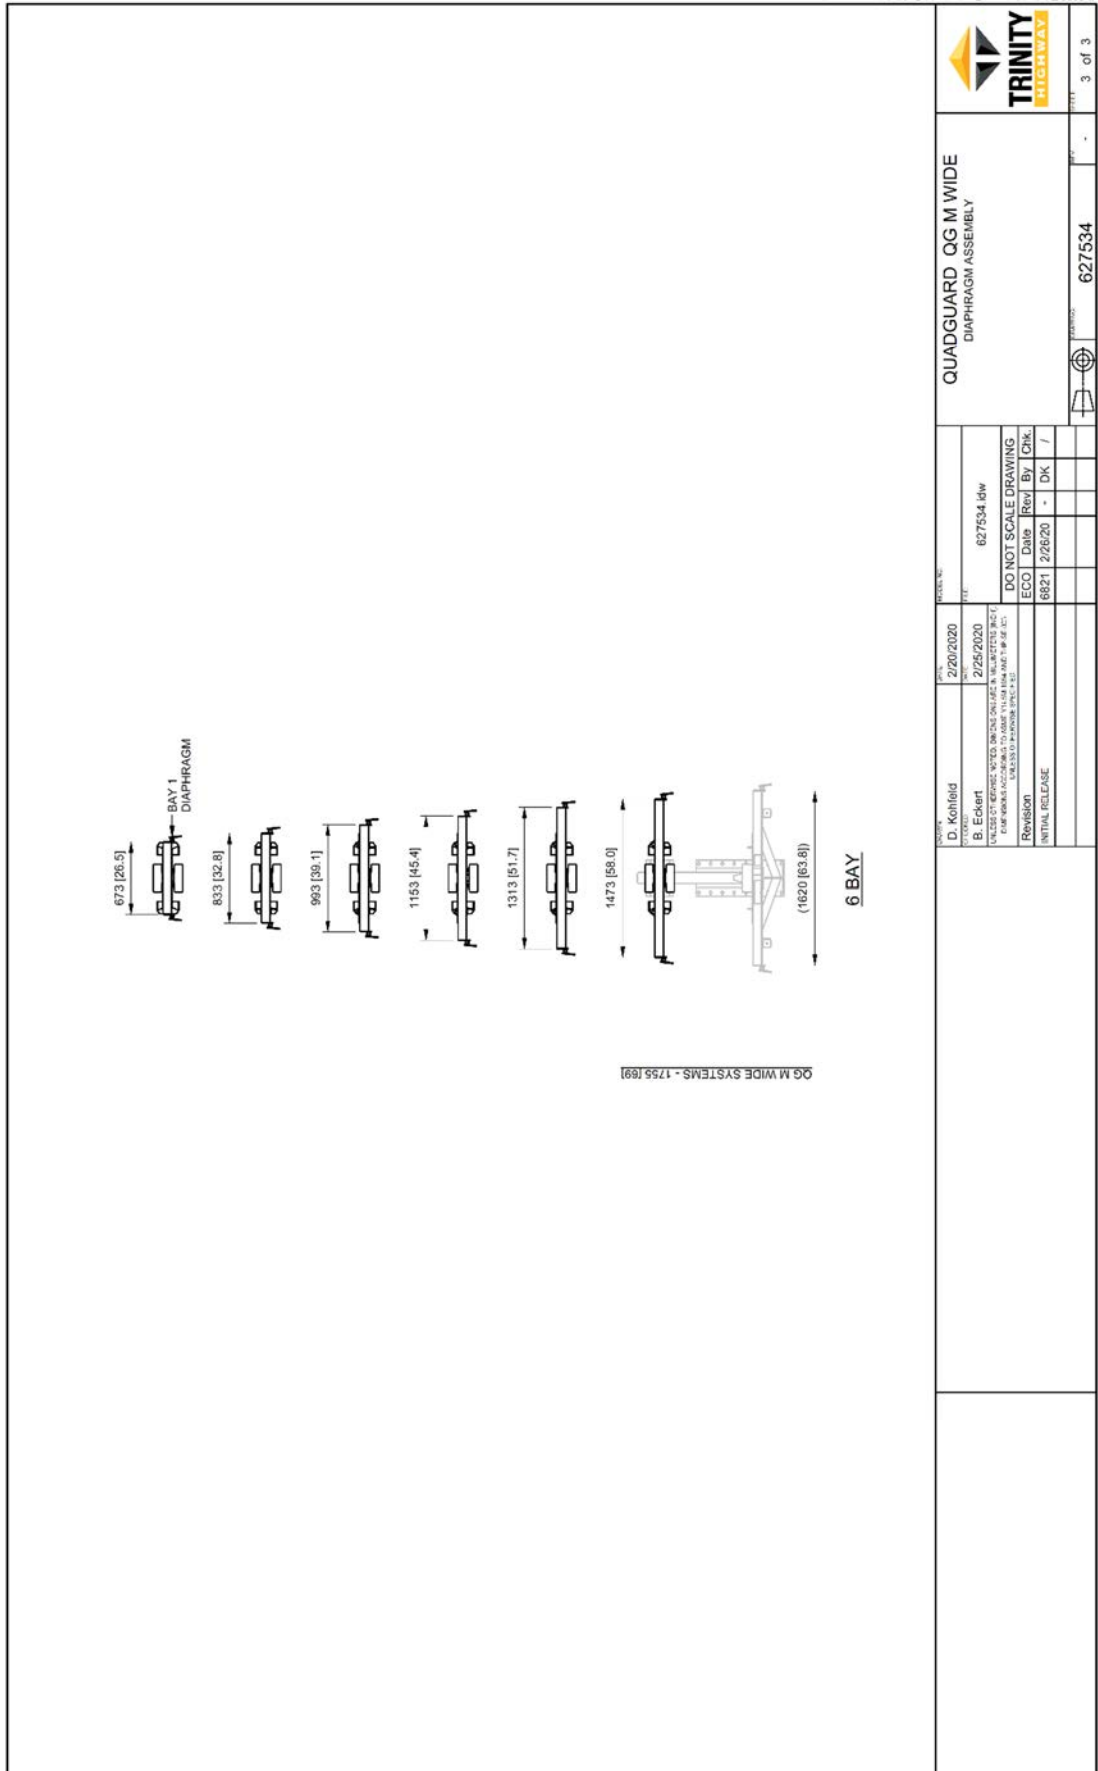 673 [26.5]
BAY 1
DIAPHRAGM
833 [32.8]
993 [39.1]
1153 [45.4]
1313 [51.7]
1473 [58.0]
(1620 [63.8])
6 BAY
QG M WIDE SYSTEMS - 1755 [69]
D. Kohfeld
DATE
2/20/2020
B. Eckert
2/25/2020
Revision
INITIAL RELEASE
MODEL NO.
627534.idw
DO NOT SCALE DRAWING
ECO Date Rev By Chk.
6821 2/26/20 - DK /
QUADGUARD QG M WIDE
DIAPHRAGM ASSEMBLY
627534
-
3 of 3
TRINITY
HIGHWAY